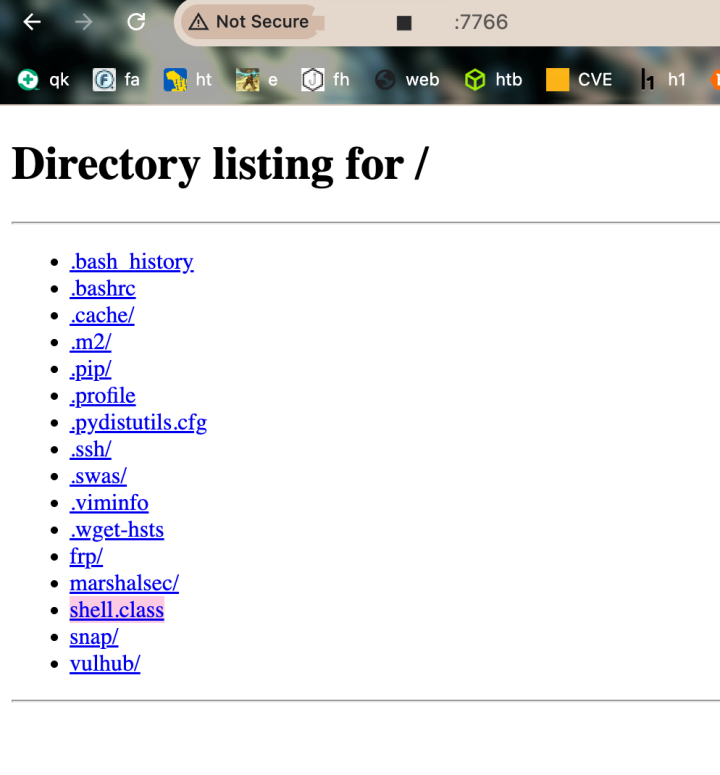 Not Secure :7766
qk fa ht e fh web htb CVE h1
Directory listing for /
.bash_history
.bashrc
.cache/
.m2/
.pip/
.profile
.pydistutils.cfg
.ssh/
.swas/
.viminfo
.wget-hsts
frp/
marshalsec/
shell.class
snap/
vulhub/